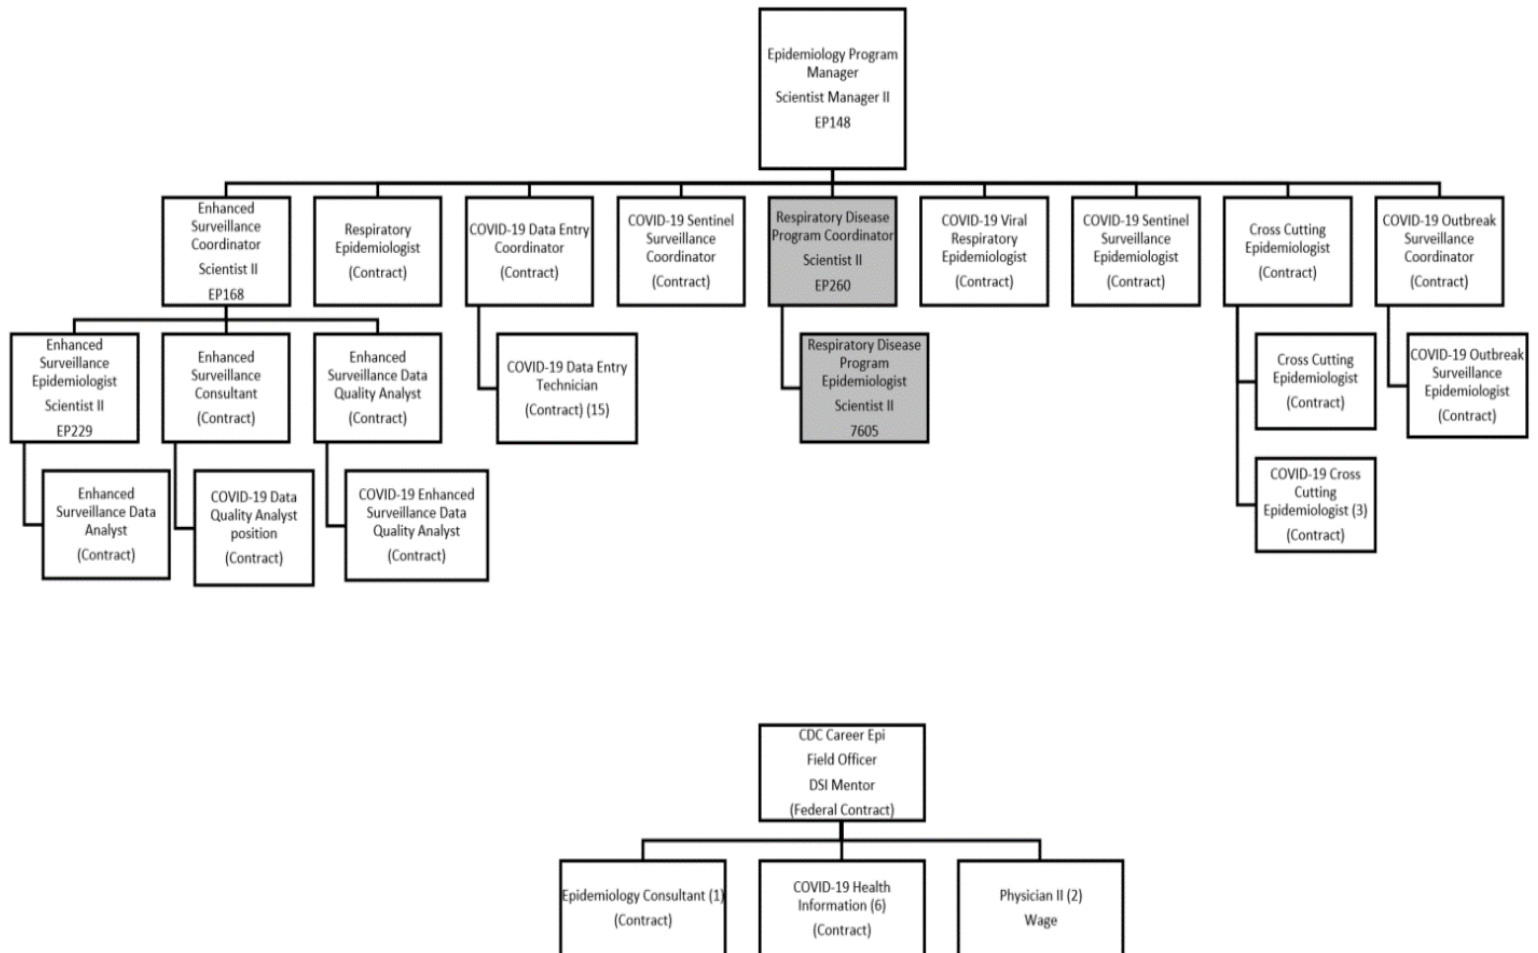 Epidemiology Program
Manager
Scientist Manager II
EP148
Enhanced
Surveillance
Coordinator
Scientist II
EP168
Respiratory
Epidemiologist
(Contract)
COVID-19 Data Entry
Coordinator
(Contract)
COVID-19 Sentinel
Surveillance
Coordinator
(Contract)
Respiratory Disease
Program Coordinator
Scientist II
EP260
COVID-19 Viral
Respiratory
Epidemiologist
(Contract)
COVID-19 Sentinel
Surveillance
Epidemiologist
(Contract)
Cross Cutting
Epidemiologist
(Contract)
COVID-19 Outbreak
Surveillance
Coordinator
(Contract)
Enhanced
Surveillance
Epidemiologist
Scientist II
EP229
Enhanced
Surveillance
Consultant
(Contract)
Enhanced
Surveillance Data
Quality Analyst
(Contract)
COVID-19 Data Entry
Technician
(Contract) (15)
Respiratory Disease
Program
Epidemiologist
Scientist II
7605
Cross Cutting
Epidemiologist
(Contract)
COVID-19 Outbreak
Surveillance
Epidemiologist
(Contract)
Enhanced
Surveillance Data
Analyst
(Contract)
COVID-19 Data
Quality Analyst
position
(Contract)
COVID-19 Enhanced
Surveillance Data
Quality Analyst
(Contract)
COVID-19 Cross
Cutting
Epidemiologist (3)
(Contract)
CDC Career Epi
Field Officer
DSI Mentor
(Federal Contract)
Epidemiology Consultant (1)
(Contract)
COVID-19 Health
Information (6)
(Contract)
Physician II (2)
Wage